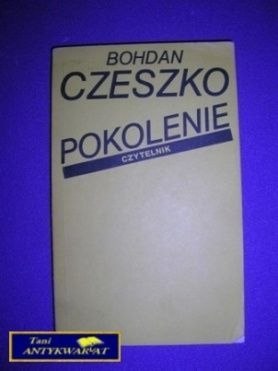 BOHDAN
CZESZKO
POKOLENIE
CZYTELNIK
Tani
ANTYKWARIAT